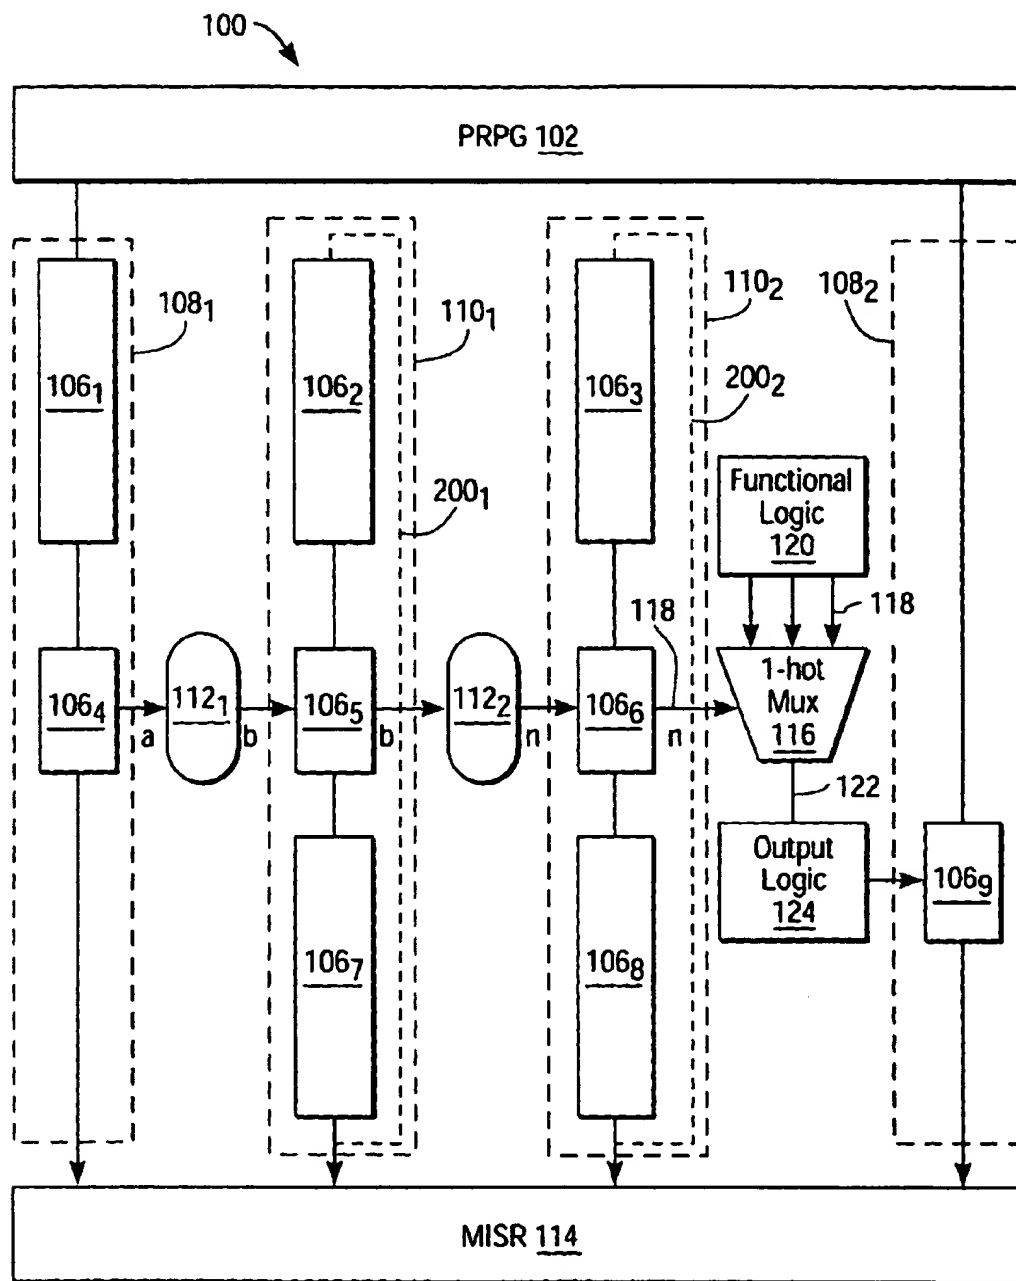 100
PRPG 102
108₁
110₁
110₂
108₂
106₁
106₂
106₃
200₂
200₁
Functional
Logic
120
118
118
106₄
a
112₁
b
106₅
b
112₂
n
106₆
n
1-hot
Mux
116
122
106₇
106₈
Output
Logic
124
106g
MISR 114